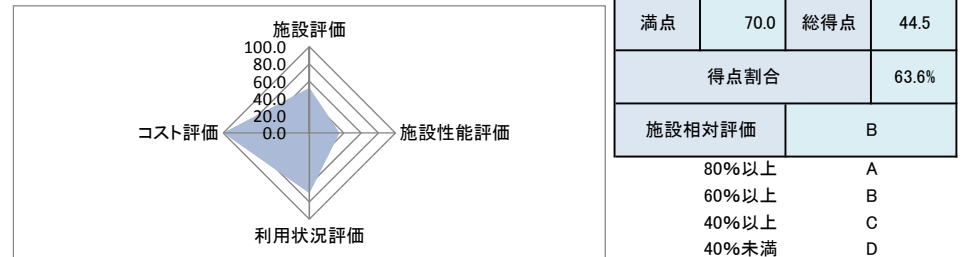 施設評価
100.0
80.0
60.0
40.0
20.0
0.0
コスト評価
施設性能評価
利用状況評価
満点 70.0 総得点 44.5
得点割合 63.6%
施設相対評価 B
80%以上 A
60%以上 B
40%以上 C
40%未満 D